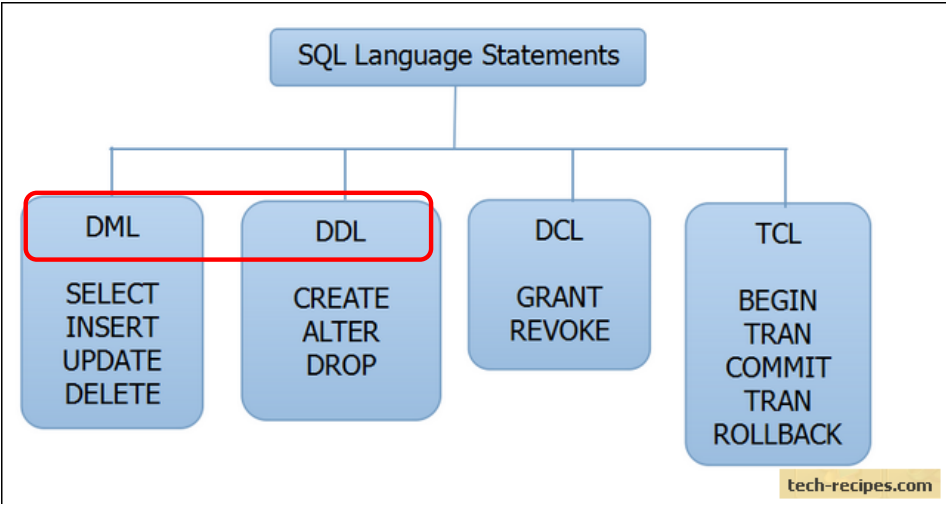 SQL Language Statements
DML
SELECT
INSERT
UPDATE
DELETE
DDL
CREATE
ALTER
DROP
DCL
GRANT
REVOKE
TCL
BEGIN
TRAN
COMMIT
TRAN
ROLLBACK
tech-recipes.com